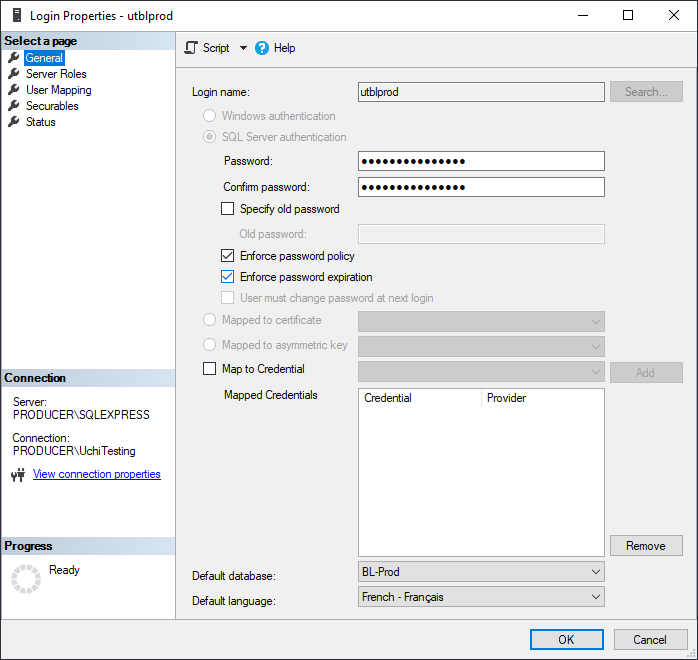 Login Properties - utblprod
Select a page
General
Server Roles
User Mapping
Securables
Status
Connection
Server:
PRODUCER\SQLEXPRESS
Connection:
PRODUCER\UchiTesting
View connection properties
Progress
Ready
Script
Help
Login name: utblprod Search...
Windows authentication
SQL Server authentication
Password: ●●●●●●●●●●●●●●●
Confirm password: ●●●●●●●●●●●●●●●
Specify old password
Old password:
Enforce password policy
Enforce password expiration
User must change password at next login
Mapped to certificate
Mapped to asymmetric key
Map to Credential Add
Mapped Credentials Credential Provider
Remove
Default database: BL-Prod
Default language: French - Français
OK Cancel